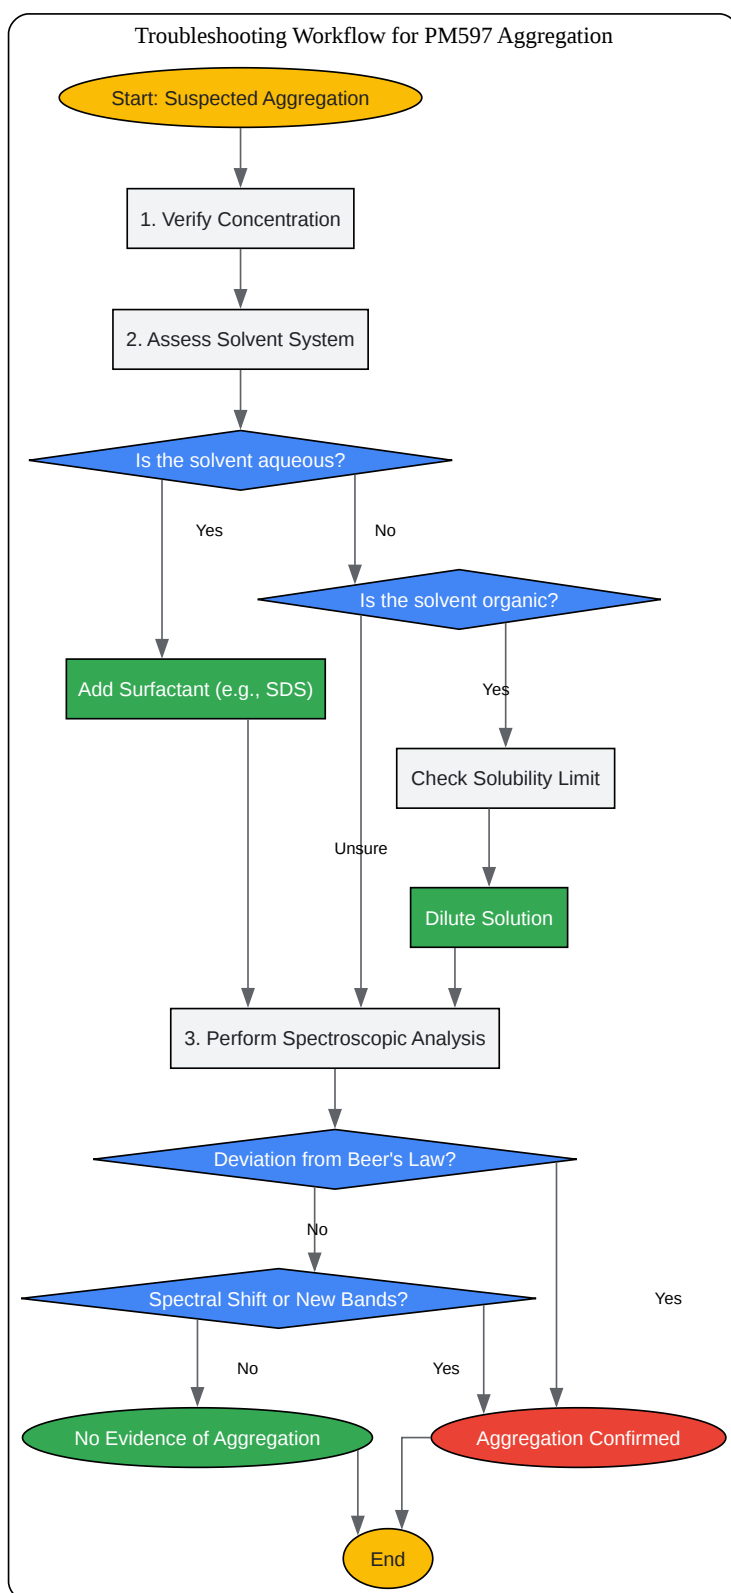 Troubleshooting Workflow for PM597 Aggregation
Start: Suspected Aggregation
1. Verify Concentration
2. Assess Solvent System
Is the solvent aqueous?
Yes
No
Is the solvent organic?
Add Surfactant (e.g., SDS)
Yes
Check Solubility Limit
Unsure
Dilute Solution
3. Perform Spectroscopic Analysis
Deviation from Beer's Law?
No
Spectral Shift or New Bands?
Yes
No
Yes
No Evidence of Aggregation
Aggregation Confirmed
End